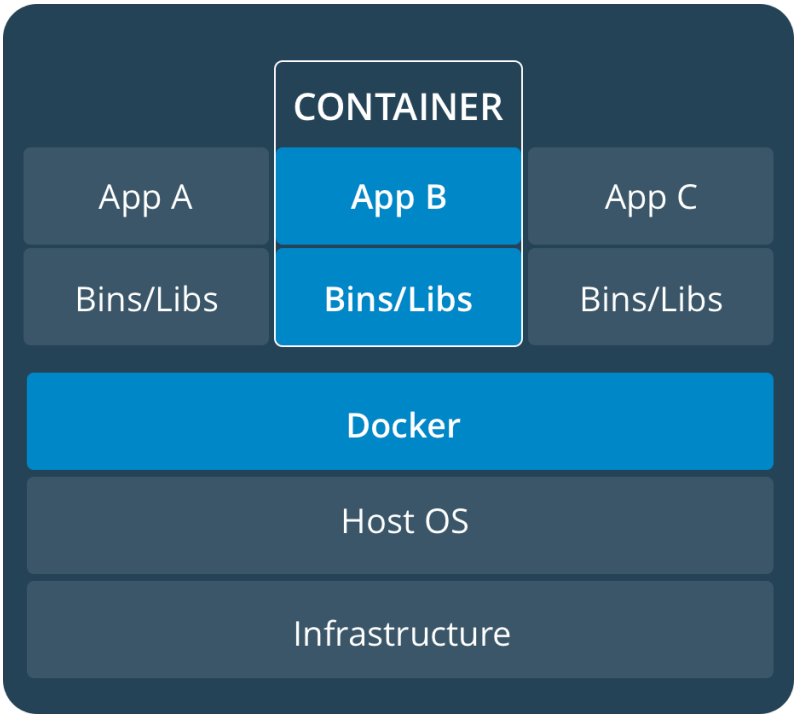 CONTAINER
App A
App B
App C
Bins/Libs
Bins/Libs
Bins/Libs
Docker
Host OS
Infrastructure